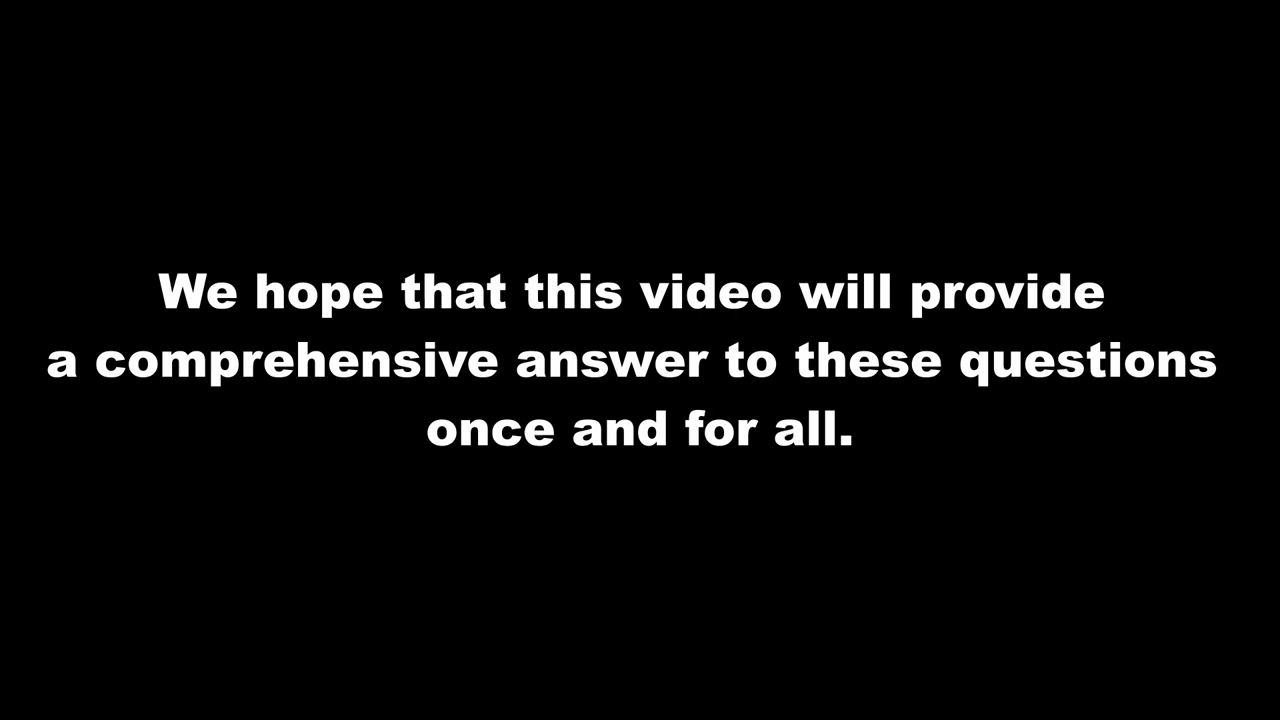 We hope that this video will provide
a comprehensive answer to these questions
once and for all.